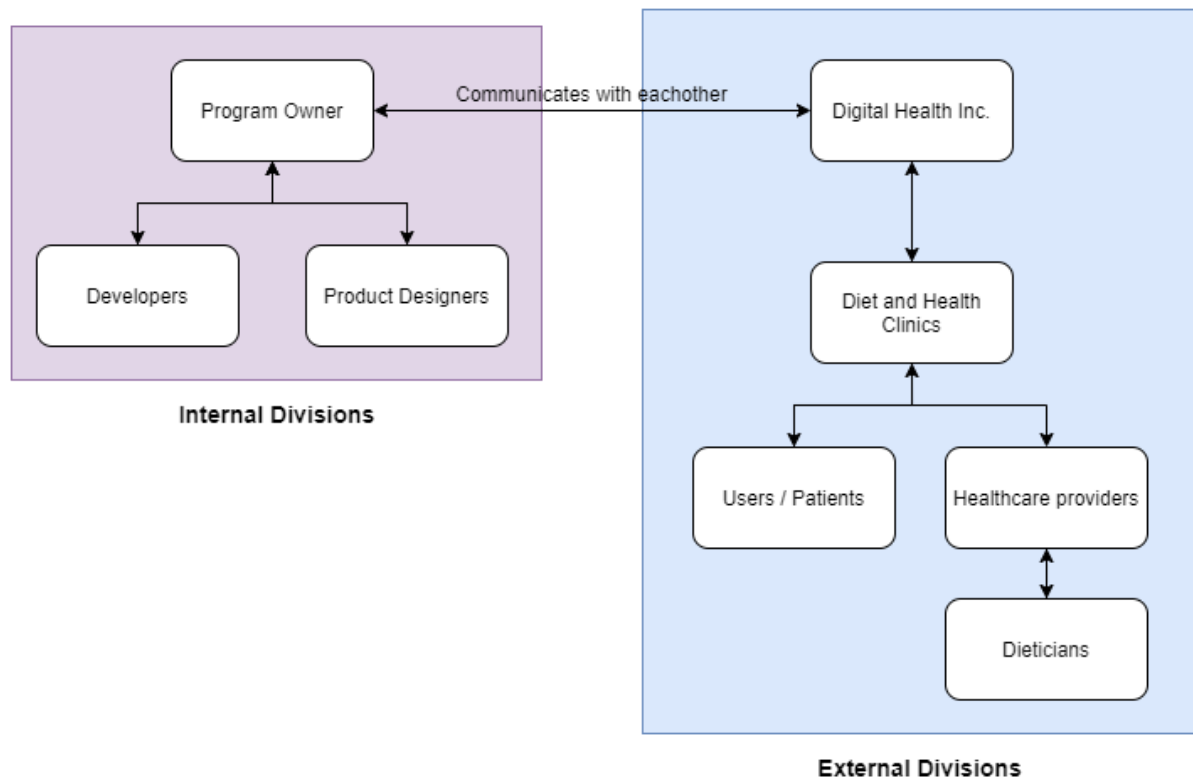 Program Owner
Communicates with eachother
Digital Health Inc.
Developers
Product Designers
Diet and Health
Clinics
Internal Divisions
Users / Patients
Healthcare providers
Dieticians
External Divisions